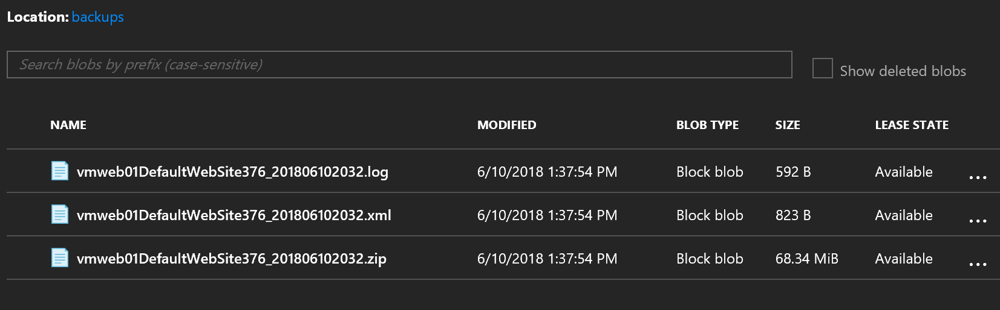 Location: backups
Search blobs by prefix (case-sensitive)
Show deleted blobs
NAME MODIFIED BLOB TYPE SIZE LEASE STATE
vmweb01DefaultWebSite376_201806102032.log 6/10/2018 1:37:54 PM Block blob 592 B Available ...
vmweb01DefaultWebSite376_201806102032.xml 6/10/2018 1:37:54 PM Block blob 823 B Available ...
vmweb01DefaultWebSite376_201806102032.zip 6/10/2018 1:37:54 PM Block blob 68.34 MiB Available ...